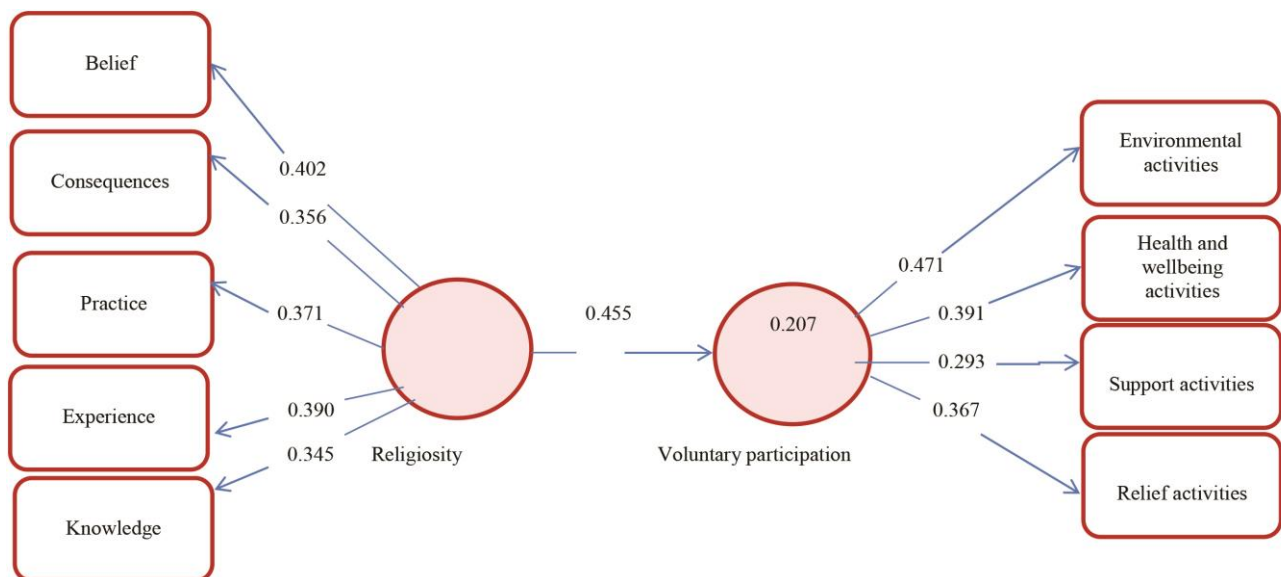 Belief
Consequences
Practice
Experience
Knowledge
0.402
0.356
0.371
0.390
0.345
Religiosity
0.455
0.207
Voluntary participation
0.471
0.391
0.293
0.367
Environmental
activities
Health and
wellbeing
activities
Support activities
Relief activities